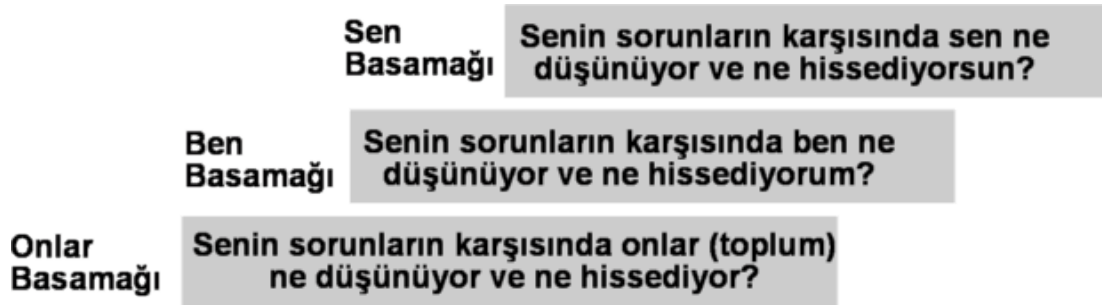 Sen
Basamağı
Senin sorunların karşısında sen ne
düşünüyor ve ne hissediyorsun?
Ben
Basamağı
Senin sorunların karşısında ben ne
düşünüyor ve ne hissediyorum?
Onlar
Basamağı
Senin sorunların karşısında onlar (toplum)
ne düşünüyor ve ne hissediyor?